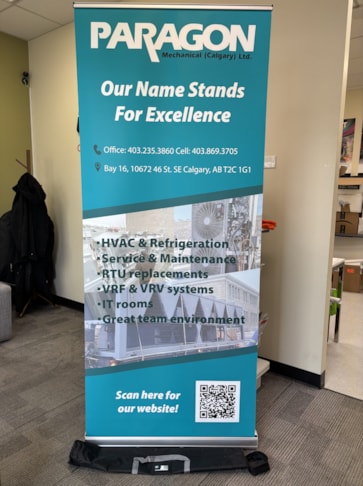 PARAGON
Mechanical (Calgary) Ltd.
Our Name Stands
For Excellence
Office: 403.235.3860 Cell: 403.869.3705
Bay 16, 10672 46 St. SE Calgary, AB T2C 1G1
•HVAC & Refrigeration
•Service & Maintenance
•RTU replacements
•VRF & VRV systems
•IT rooms
•Great team environment
Scan here for
our website!